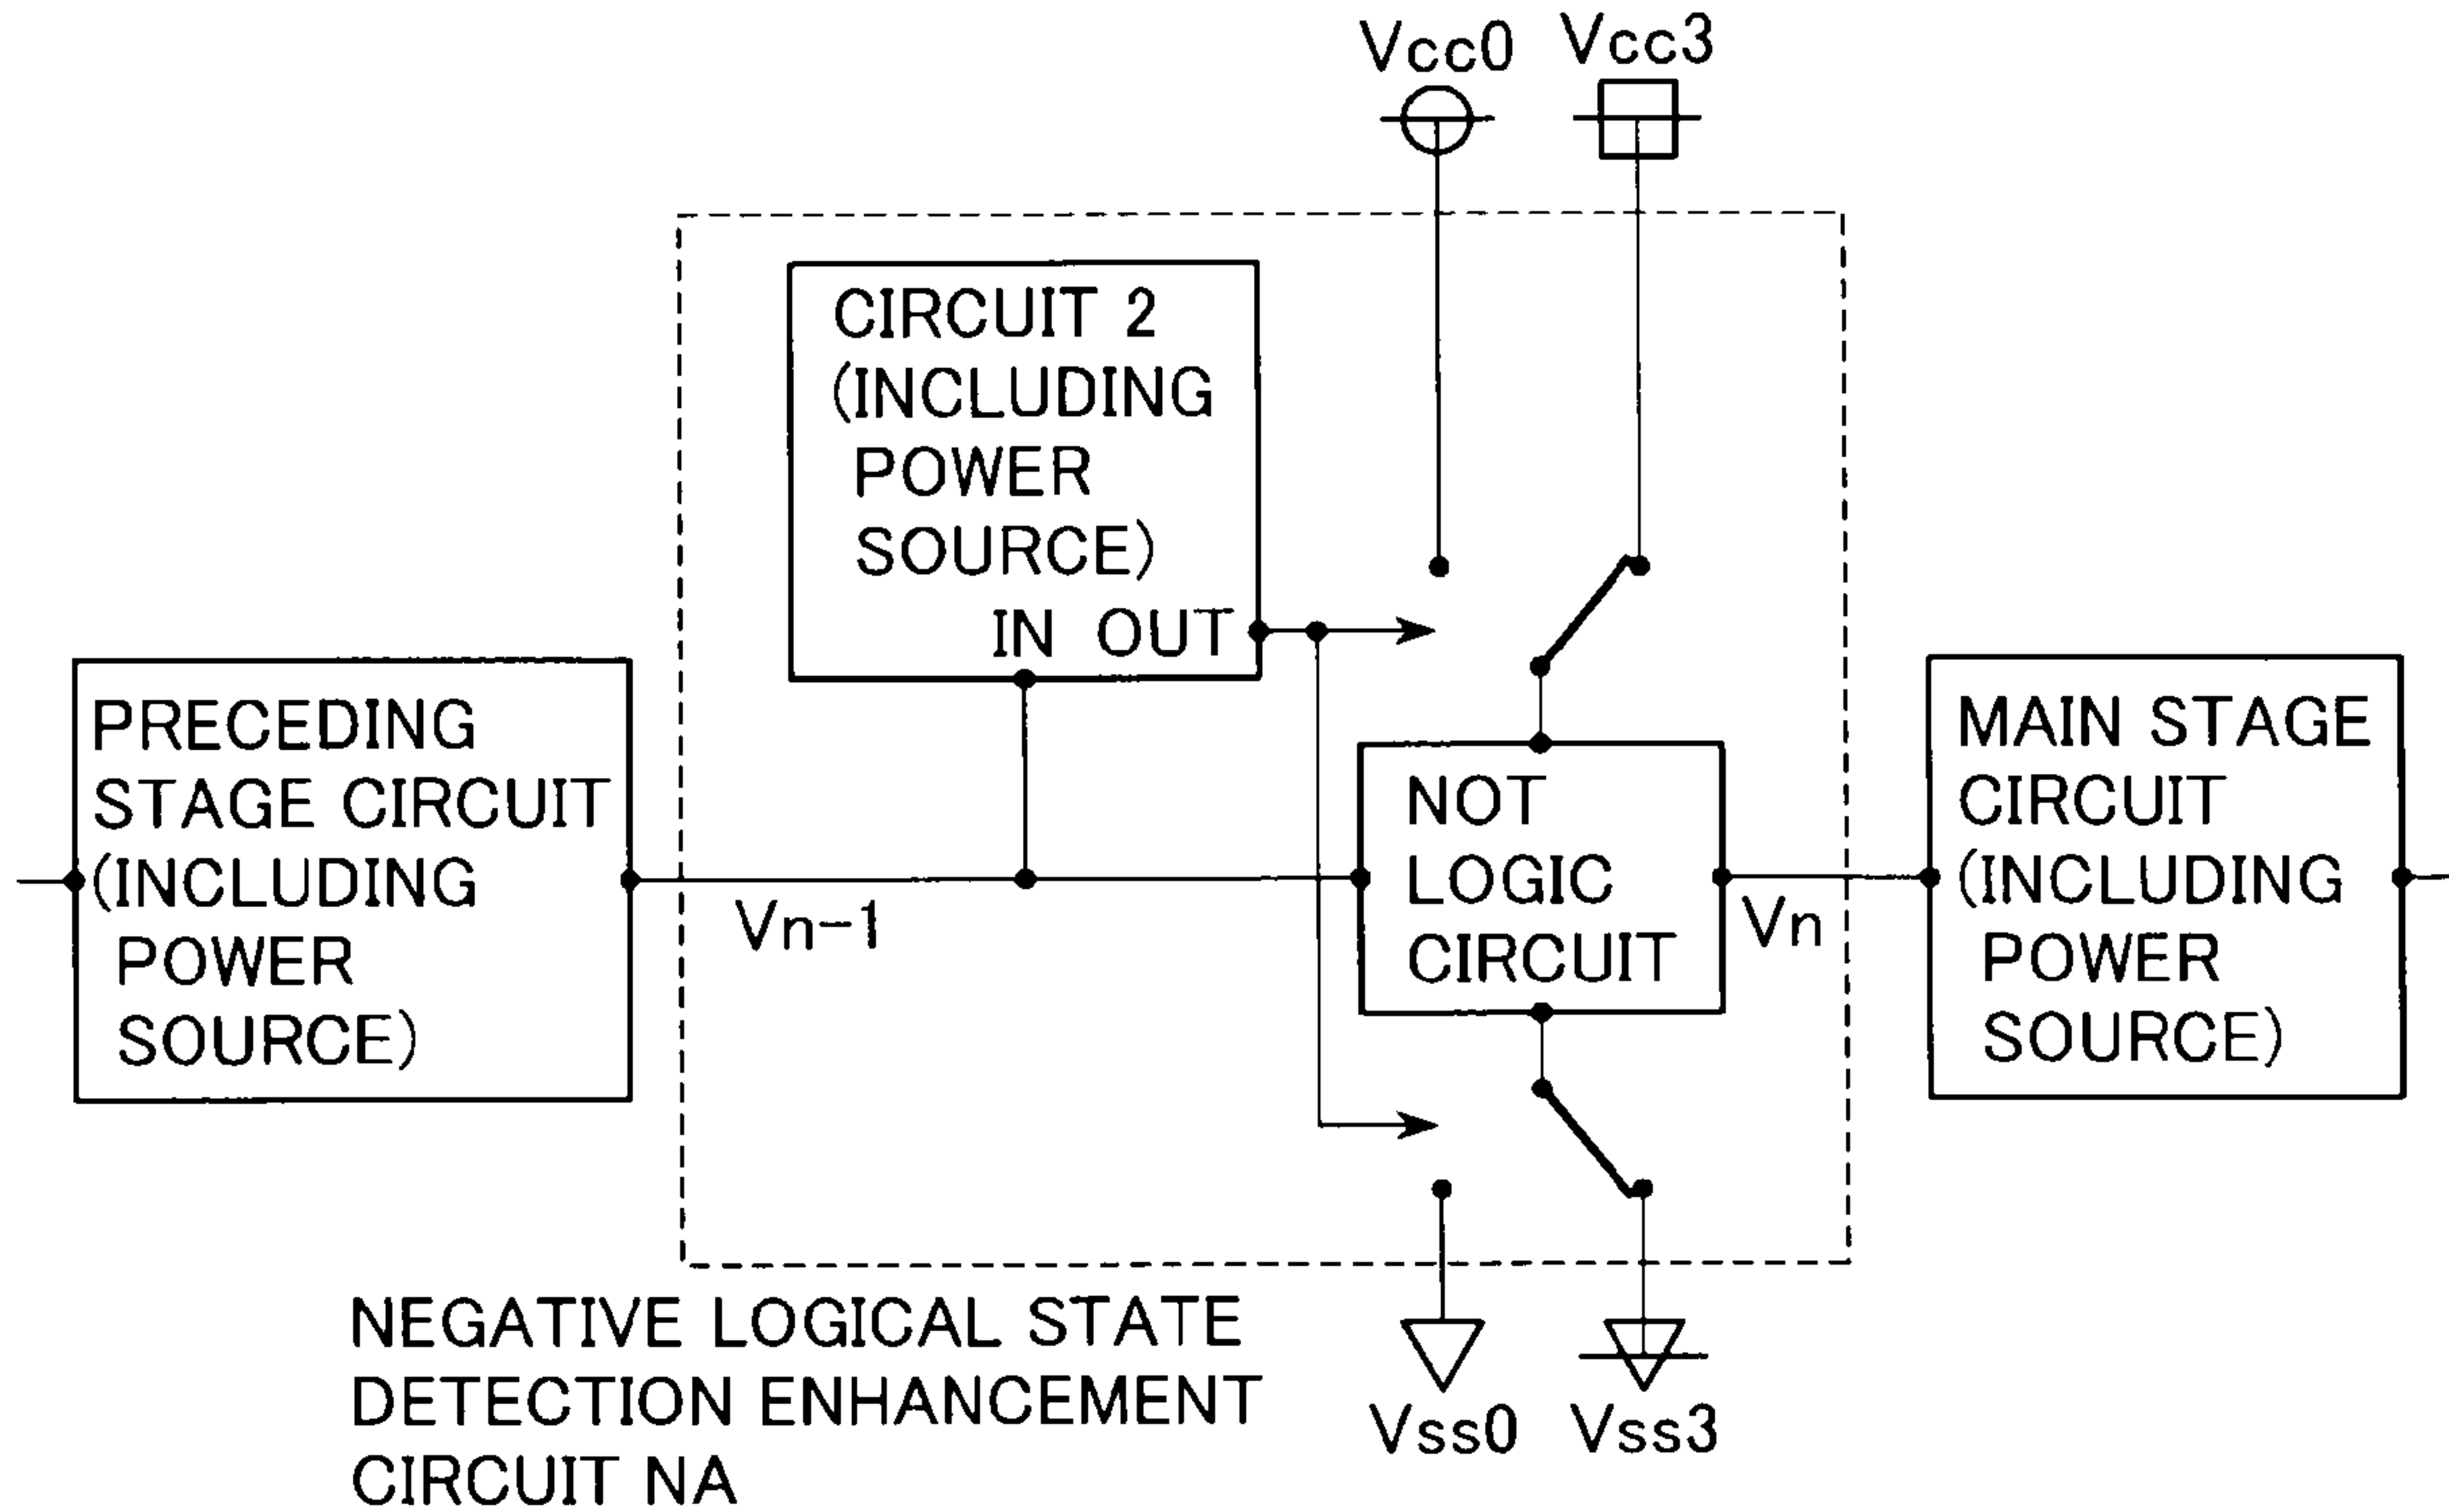 Vcc0 Vcc3
CIRCUIT 2
(INCLUDING
POWER
SOURCE)
IN OUT
PRECEDING
STAGE CIRCUIT
(INCLUDING
POWER
SOURCE)
Vn-1
NOT
LOGIC
CIRCUIT
Vn
MAIN STAGE
CIRCUIT
(INCLUDING
POWER
SOURCE)
NEGATIVE LOGICAL STATE
DETECTION ENHANCEMENT
CIRCUIT NA
Vss0 Vss3